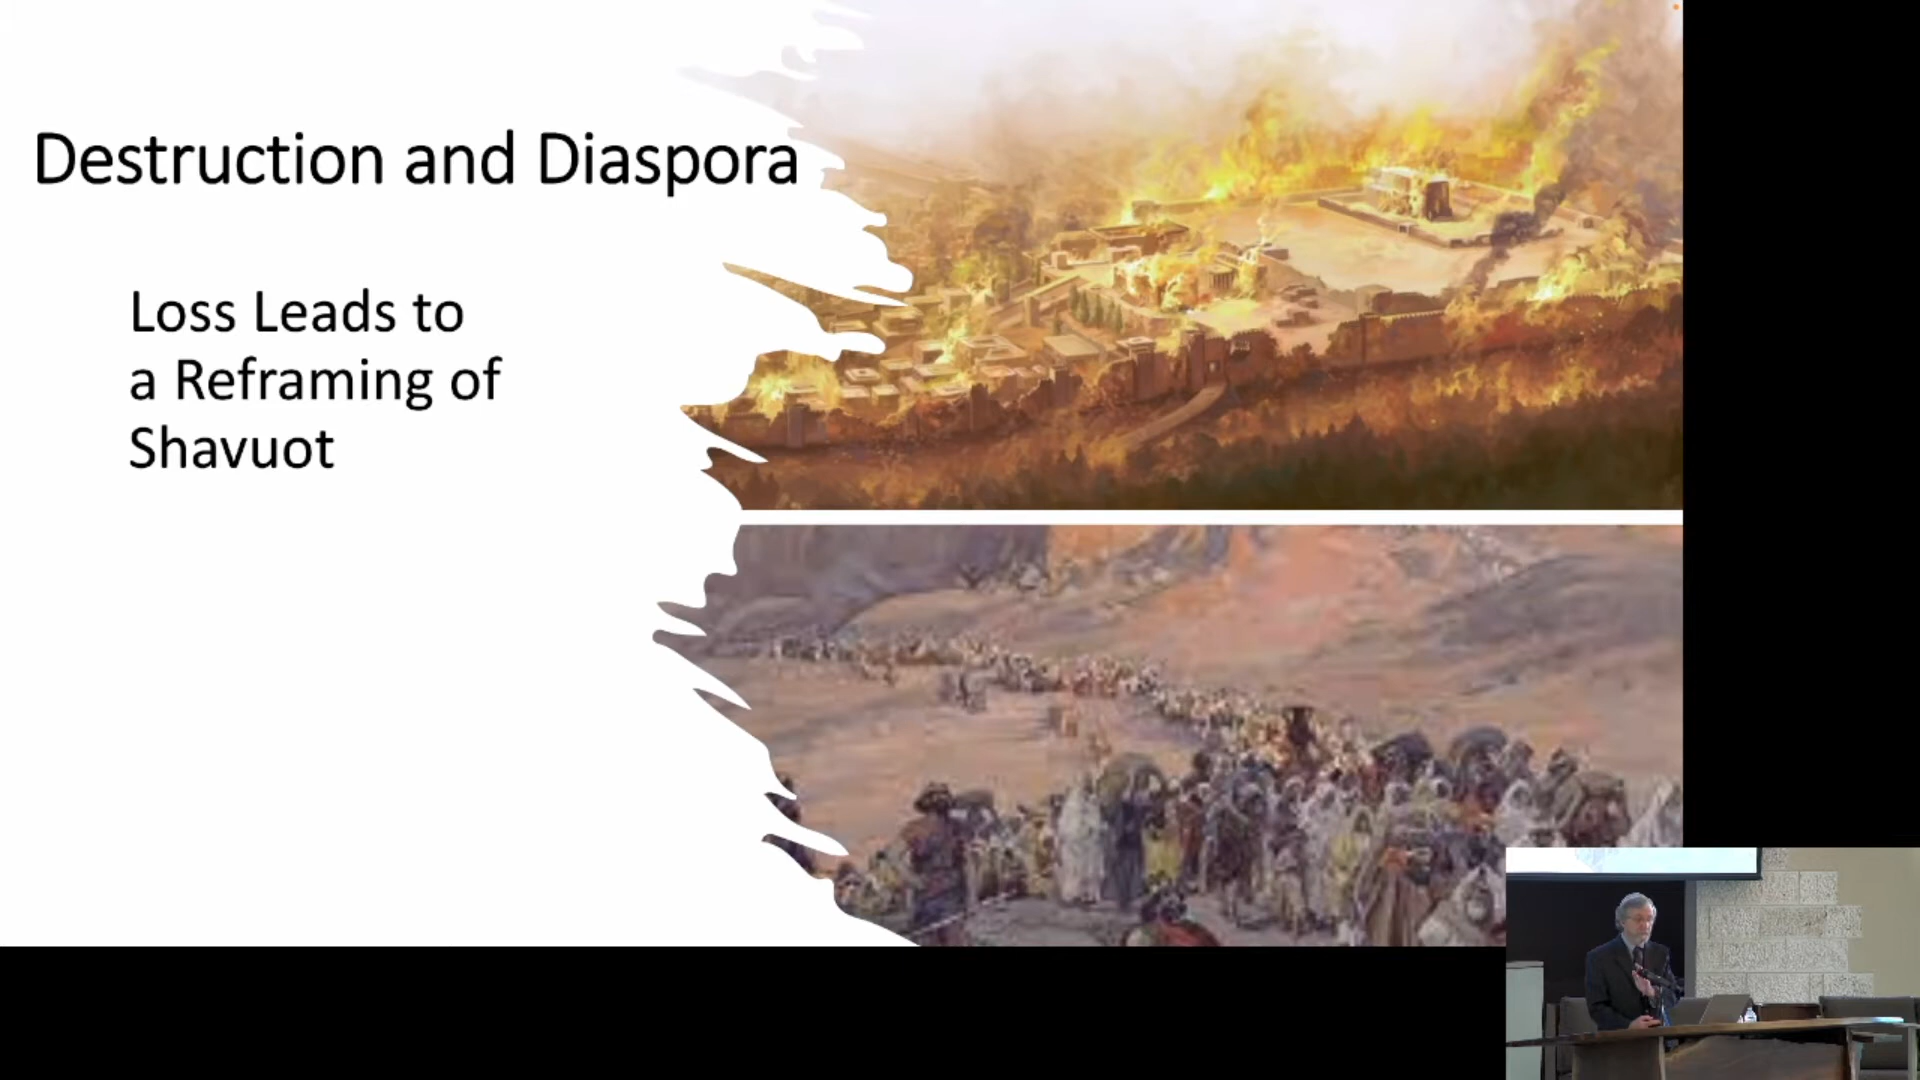 Destruction and Diaspora
Loss Leads to
a Reframing of
Shavuot